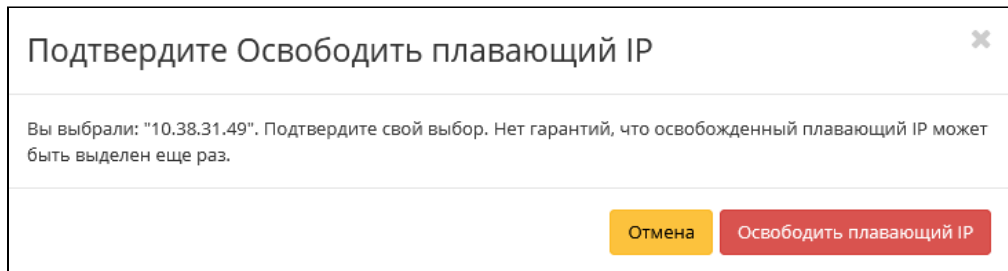 Подтвердите Освободить плавающий IP
Вы выбрали: "10.38.31.49". Подтвердите свой выбор. Нет гарантий, что освобожденный плавающий IP может
быть выделен еще раз.
Отмена
Освободить плавающий IP